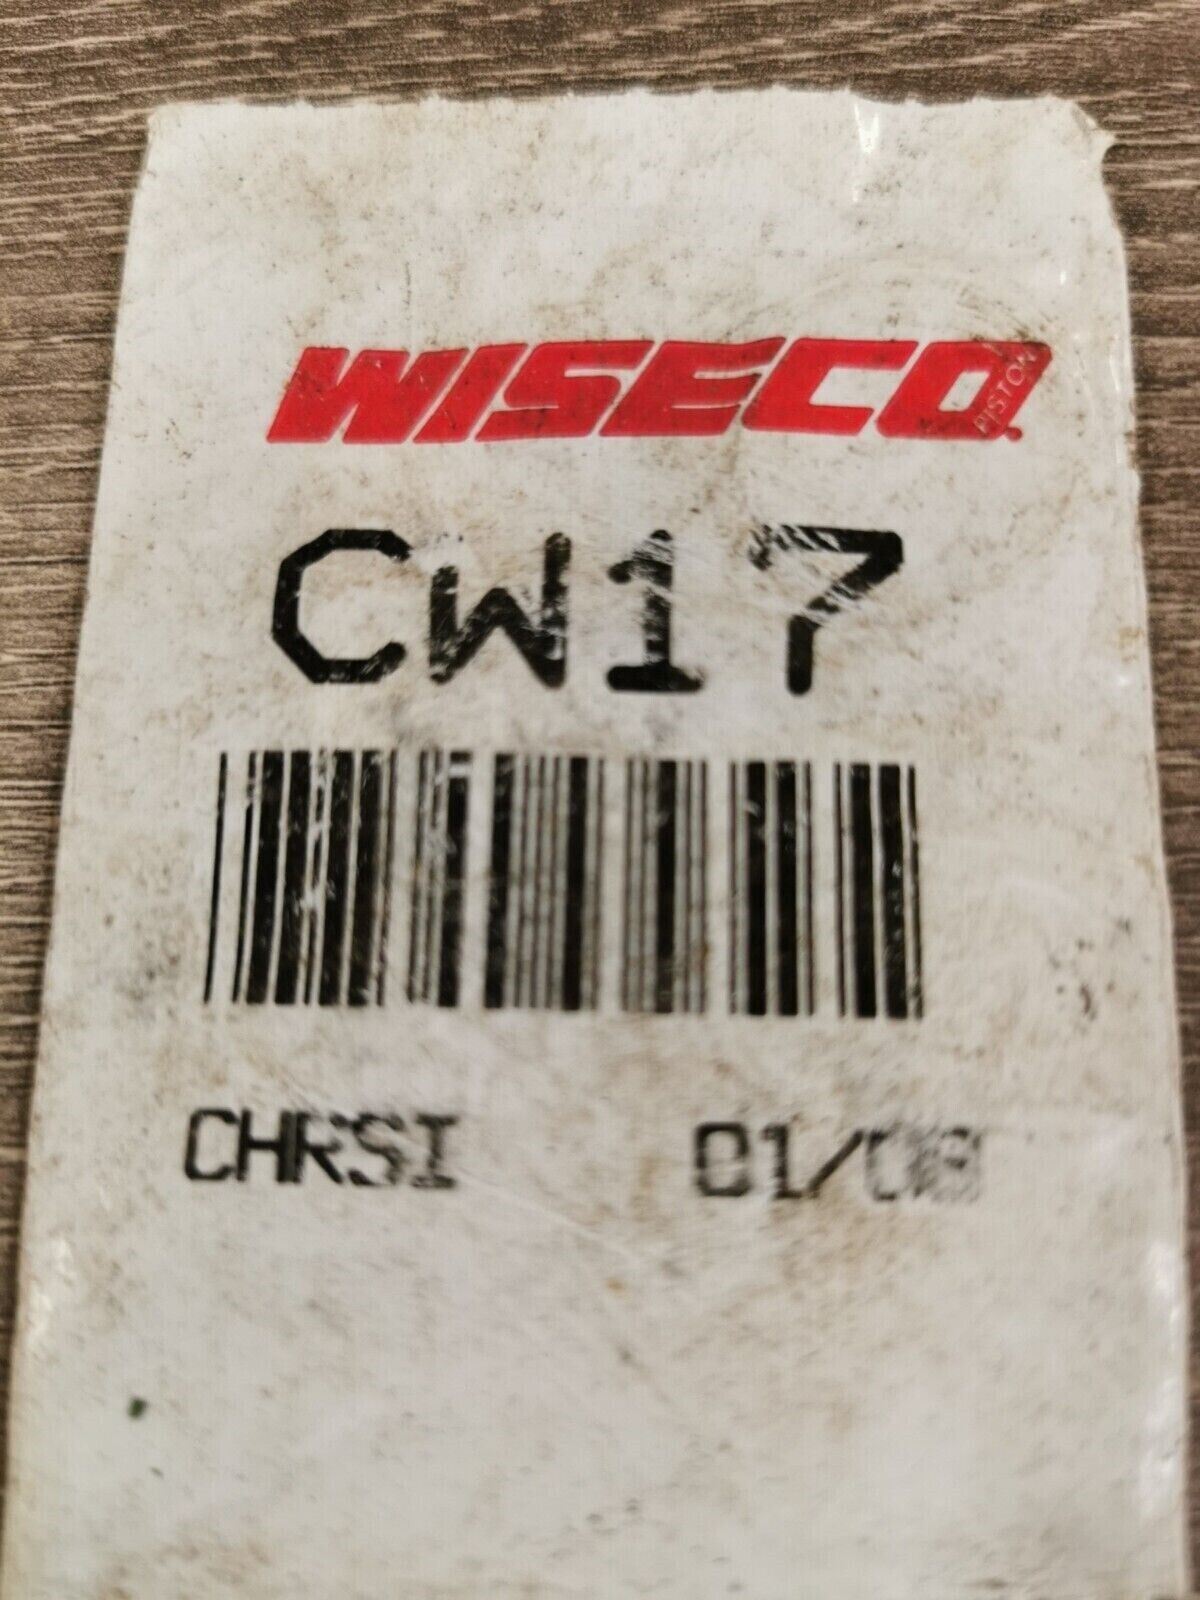 WISECO PISTON
CW17
CHRSI 01/08